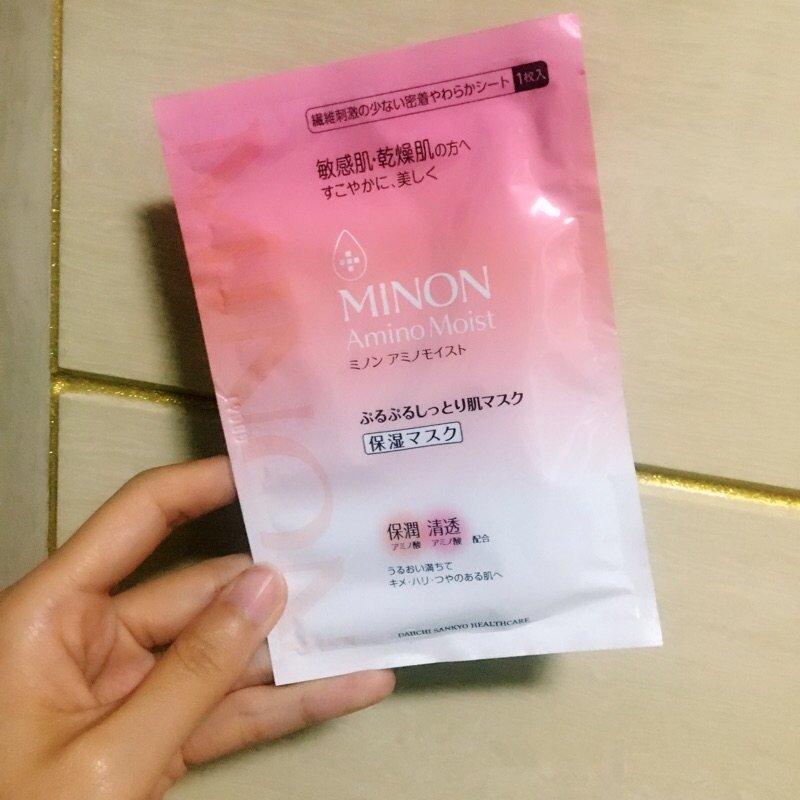 繊維刺激の少ない密着やわらかシート 1枚入
敏感肌・乾燥肌の方へ
すこやかに、美しく
MINON
Amino Moist
ミノン アミノモイスト
ぷるぷるしっとり肌マスク
保湿マスク
保潤 清透
アミノ酸 アミノ酸 配合
うるおい満ちて
キメ・ハリ・つやのある肌へ
DAIICHI SANKYO HEALTHCARE
MINON